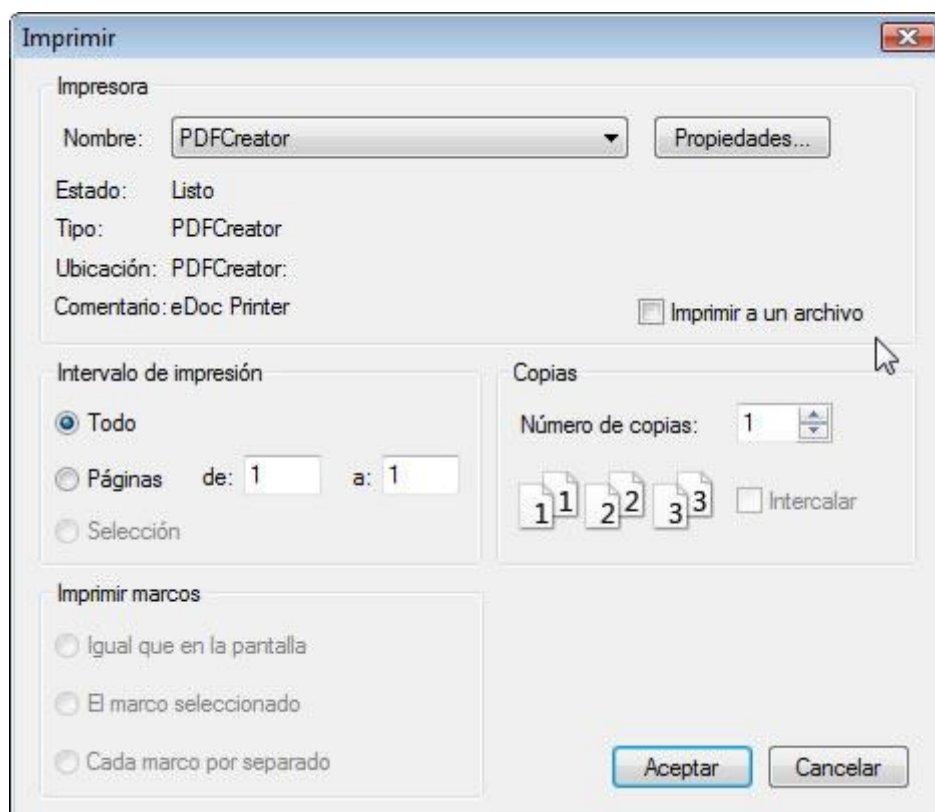 Imprimir
Impresora
Nombre: PDFCreator Propiedades...
Estado: Listo
Tipo: PDFCreator
Ubicación: PDFCreator:
Comentario: eDoc Printer
Imprimir a un archivo
Intervalo de impresión
Todo
Páginas de: 1 a: 1
Selección
Copias
Número de copias: 1
1 1 2 2 3 3 Intercalar
Imprimir marcos
Igual que en la pantalla
El marco seleccionado
Cada marco por separado
Aceptar Cancelar